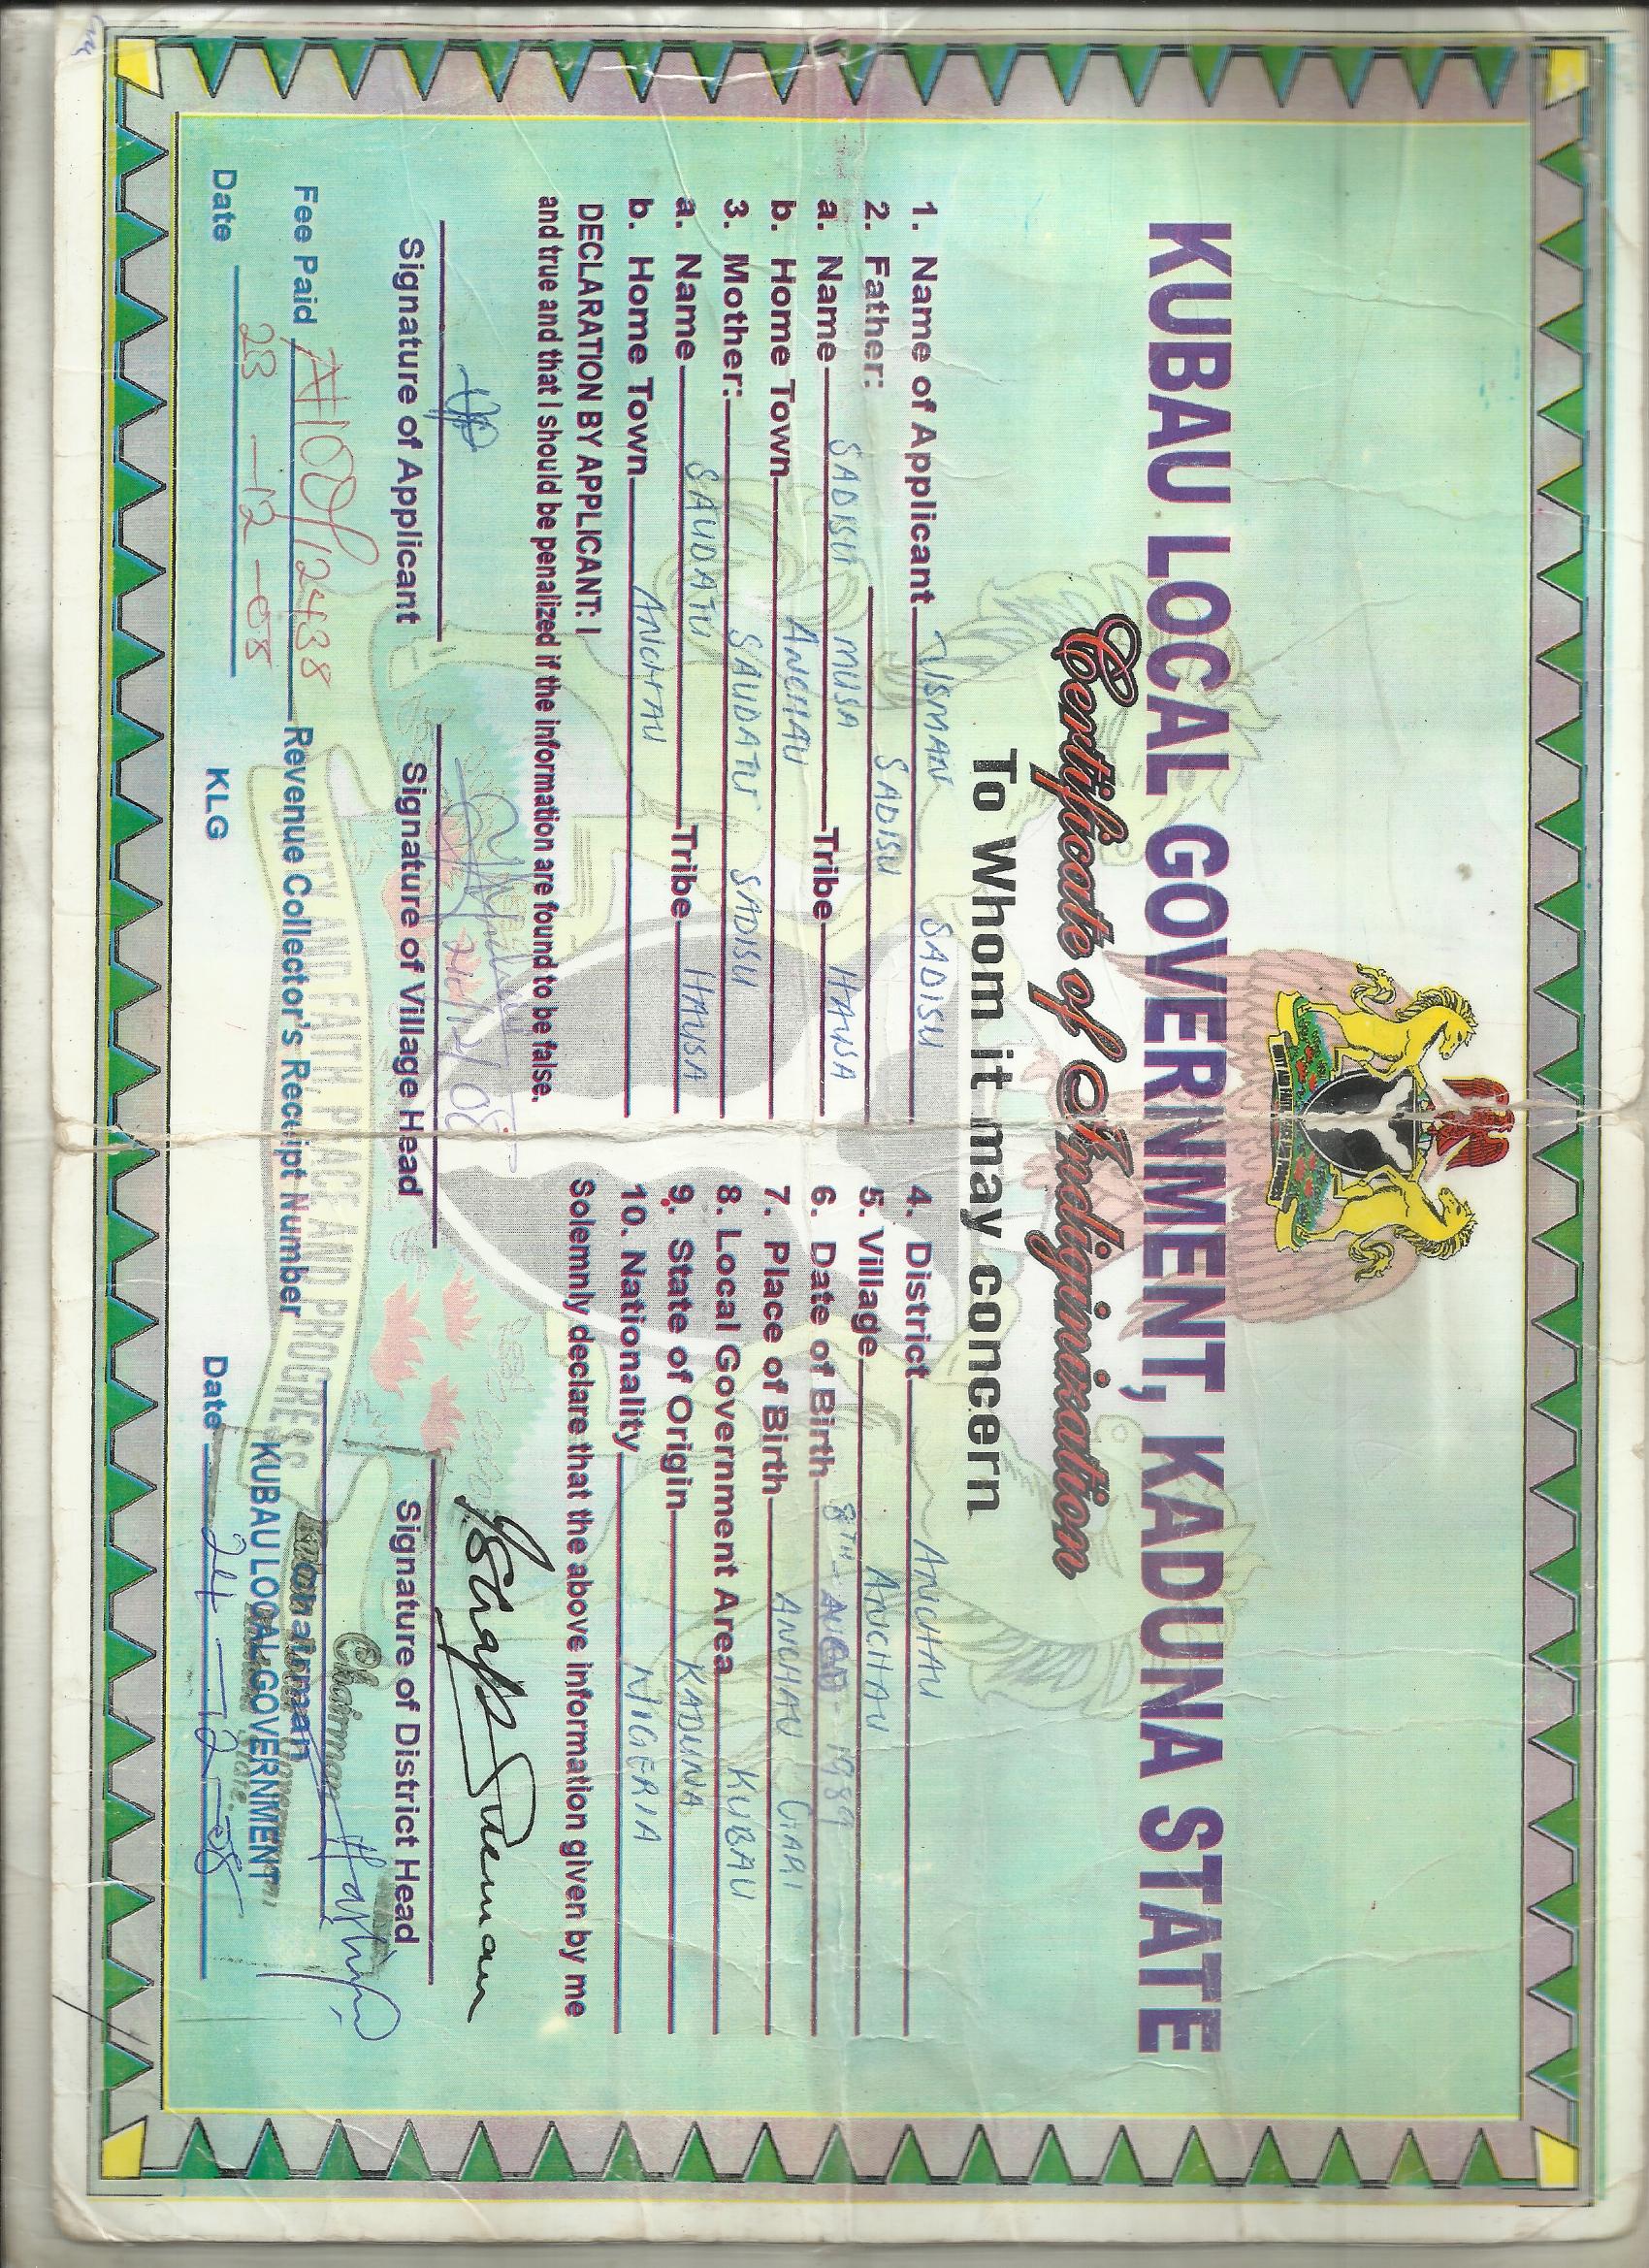 KUBAU LOCAL GOVERNMENT, KADUNA STATE
Certificate of Indiginization
To Whom it may concern
1. Name of Applicant USMAN SADISU
2. Father: SADISU
a. Name SADISU MUSA Tribe HAUSA
b. Home Town ANCHAU
3. Mother: SAUDATU SADISU
a. Name SAUDATU Tribe HAUSA
b. Home Town ANCHAU
4. District ANCHAU
5. Village ANCHAU
6. Date of Birth 8TH - AUG - 1989
7. Place of Birth ANCHAU
8. Local Government Area KUBAU
9. State of Origin KADUNA
10. Nationality NIGERIA
DECLARATION BY APPLICANT: I Solemnly declare that the above information given by me
and true and that I should be penalized if the information are found to be false.
24/12/08
Signature of Applicant
Signature of Village Head
Signature of District Head
Fee Paid ₦100/12438 Revenue Collector's Receipt Number
Chairman
Chairman
KUBAU LOCAL GOVERNMENT
Date 23-12-08 KLG Date 24-12-08
UNITY AND FAITH PEACE AND PROGRESS